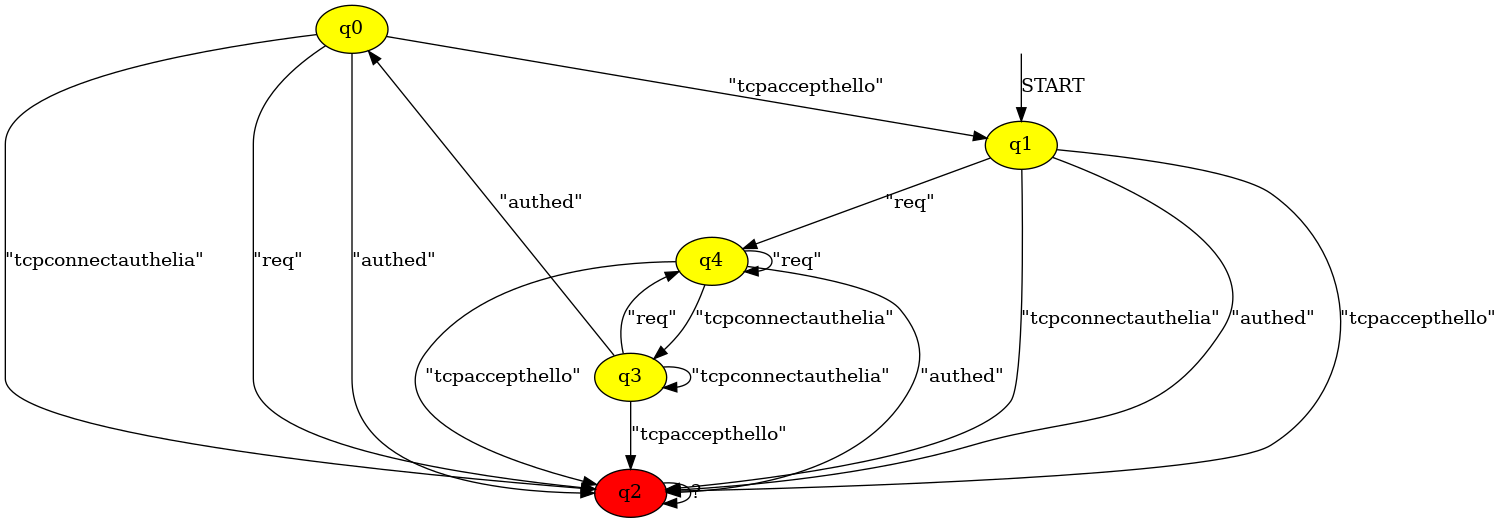 q0
"tcpaccepthello"
START
q1
"authed"
"req"
"tcpconnectauthelia"
"req"
"authed"
q4
"req"
"req"
"tcpconnectauthelia"
"tcpconnectauthelia"
"authed"
"tcpaccepthello"
"tcpaccepthello"
q3
"tcpconnectauthelia"
"authed"
"tcpaccepthello"
q2
?